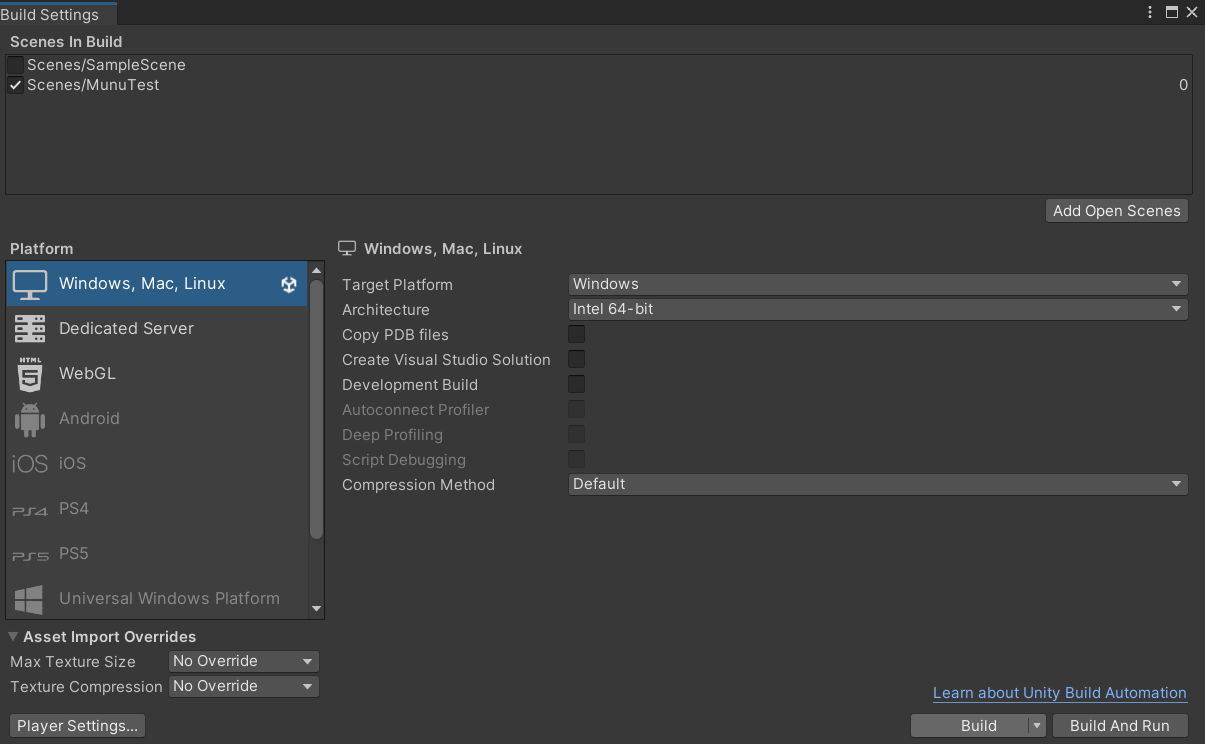 Build Settings
Scenes In Build
Scenes/SampleScene
Scenes/MunuTest 0
Add Open Scenes
Platform
Windows, Mac, Linux
Dedicated Server
HTML 5 WebGL
Android
iOS iOS
PS4 PS4
PS5 PS5
Universal Windows Platform
Windows, Mac, Linux
Target Platform Windows
Architecture Intel 64-bit
Copy PDB files
Create Visual Studio Solution
Development Build
Autoconnect Profiler
Deep Profiling
Script Debugging
Compression Method Default
Asset Import Overrides
Max Texture Size No Override
Texture Compression No Override
Learn about Unity Build Automation
Player Settings... Build Build And Run